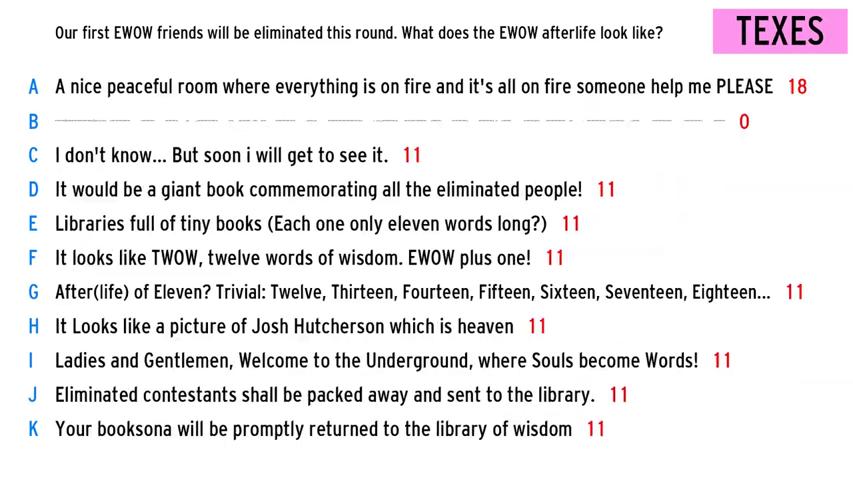 Our first EWOW friends will be eliminated this round. What does the EWOW afterlife look like?
TEXES
A A nice peaceful room where everything is on fire and it's all on fire someone help me PLEASE 18
B 0
C I don't know... But soon i will get to see it. 11
D It would be a giant book commemorating all the eliminated people! 11
E Libraries full of tiny books (Each one only eleven words long?) 11
F It looks like TWOW, twelve words of wisdom. EWOW plus one! 11
G After(life) of Eleven? Trivial: Twelve, Thirteen, Fourteen, Fifteen, Sixteen, Seventeen, Eighteen... 11
H It Looks like a picture of Josh Hutcherson which is heaven 11
I Ladies and Gentlemen, Welcome to the Underground, where Souls become Words! 11
J Eliminated contestants shall be packed away and sent to the library. 11
K Your booksona will be promptly returned to the library of wisdom 11